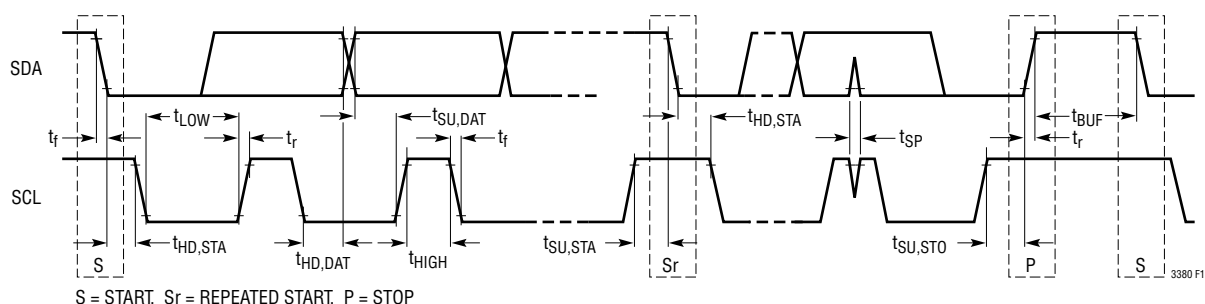 SDA
t_f
t_LOW
t_r
t_SU,DAT
t_f
t_HD,STA
t_SP
t_BUF
t_r
SCL
t_HD,STA
t_HD,DAT
t_HIGH
t_SU,STA
t_SU,STO
S
Sr
P
S
3380 F1
S = START, Sr = REPEATED START, P = STOP